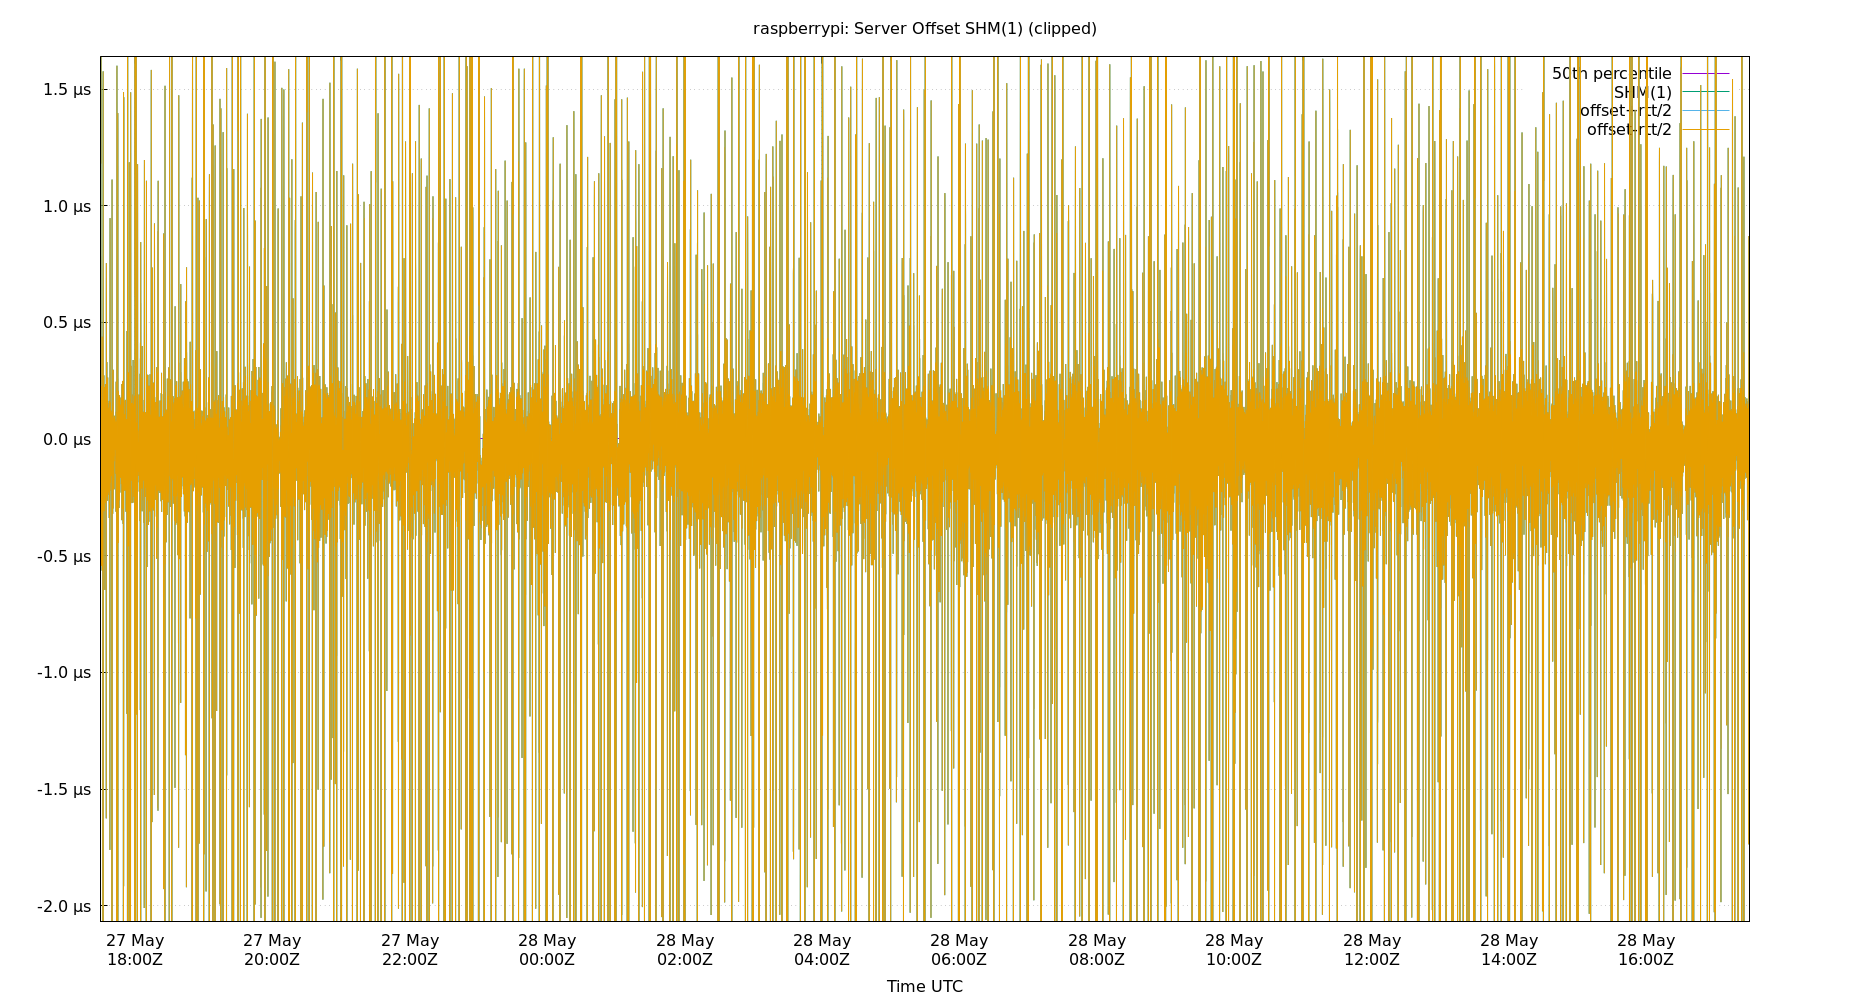 raspberrypi: Server Offset SHM(1) (clipped)
50th percentile
SHM(1)
offset+rtt/2
offset-rtt/2
1.5 µs
1.0 µs
0.5 µs
0.0 µs
-0.5 µs
-1.0 µs
-1.5 µs
-2.0 µs
27 May 27 May 27 May 28 May 28 May 28 May 28 May 28 May 28 May 28 May 28 May 28 May
18:00Z 20:00Z 22:00Z 00:00Z 02:00Z 04:00Z 06:00Z 08:00Z 10:00Z 12:00Z 14:00Z 16:00Z
Time UTC